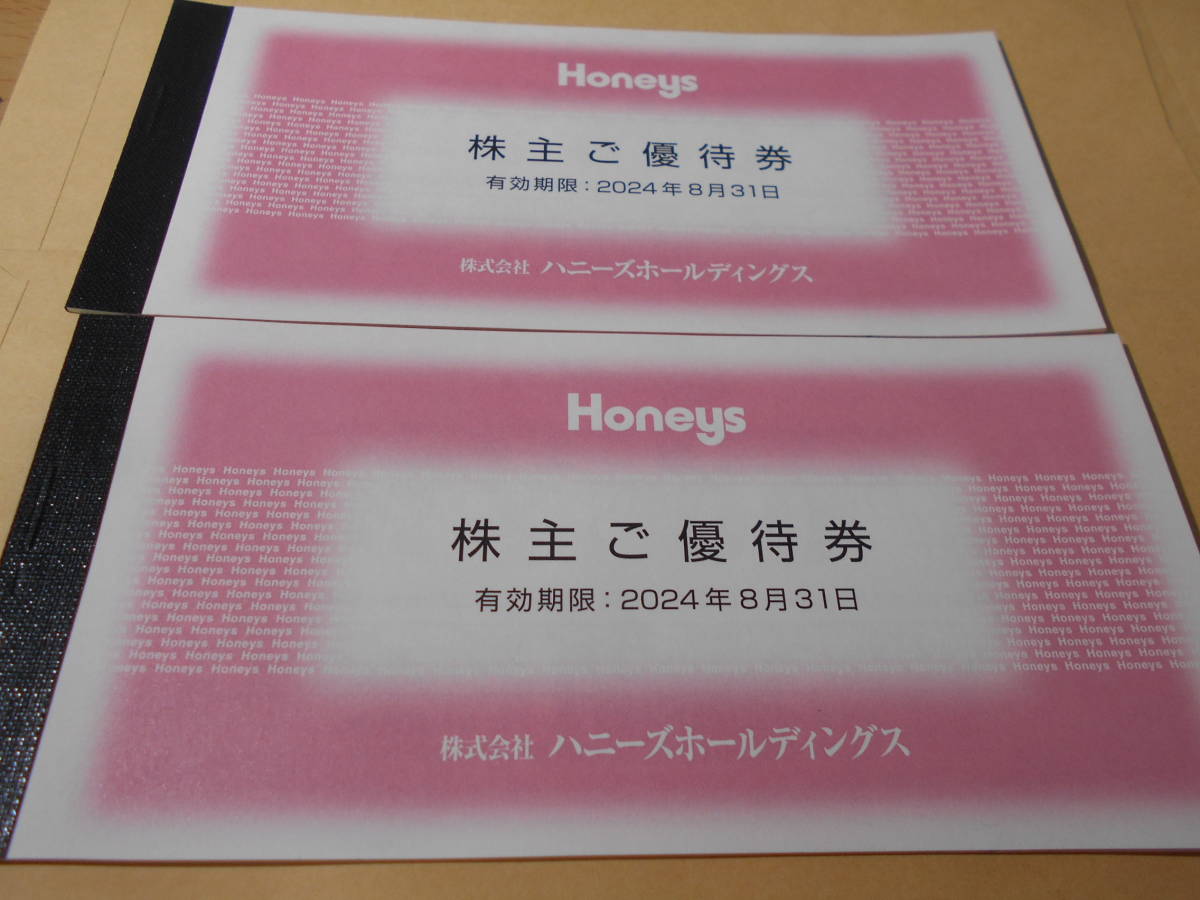 Honeys
株主ご優待券
有効期限：2024年8月31日
株式会社 ハニーズホールディングス
Honeys
株主ご優待券
有効期限：2024年8月31日
株式会社 ハニーズホールディングス